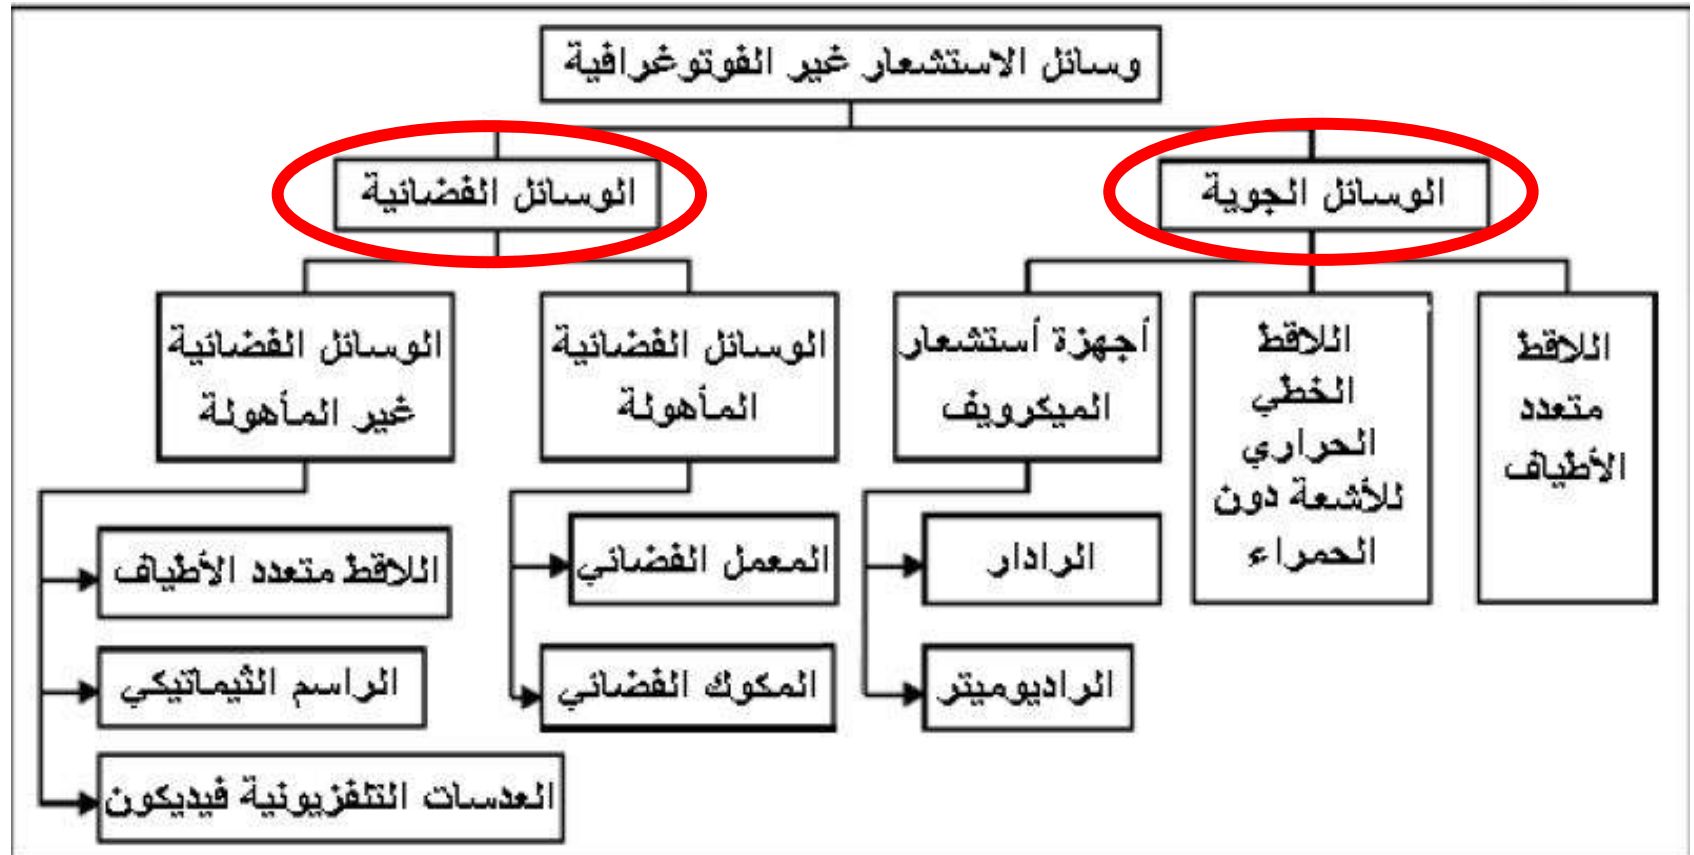 وسائل الاستشعار غير الفوتوغرافية
الوسائل الجوية
الوسائل الفضائية
اللاقط
متعدد
الأطياف
اللاقط
الخطي
الحراري
للأشعة دون
الحمراء
أجهزة أستشعار
الميكرويف
الرادار
الراديوميتر
الوسائل الفضائية
المأهولة
المعمل الفضائي
المكوك الفضائي
الوسائل الفضائية
غير المأهولة
اللاقط متعدد الأطياف
الراسم الثيماتيكي
العدسات التلفزيونية فيديكون